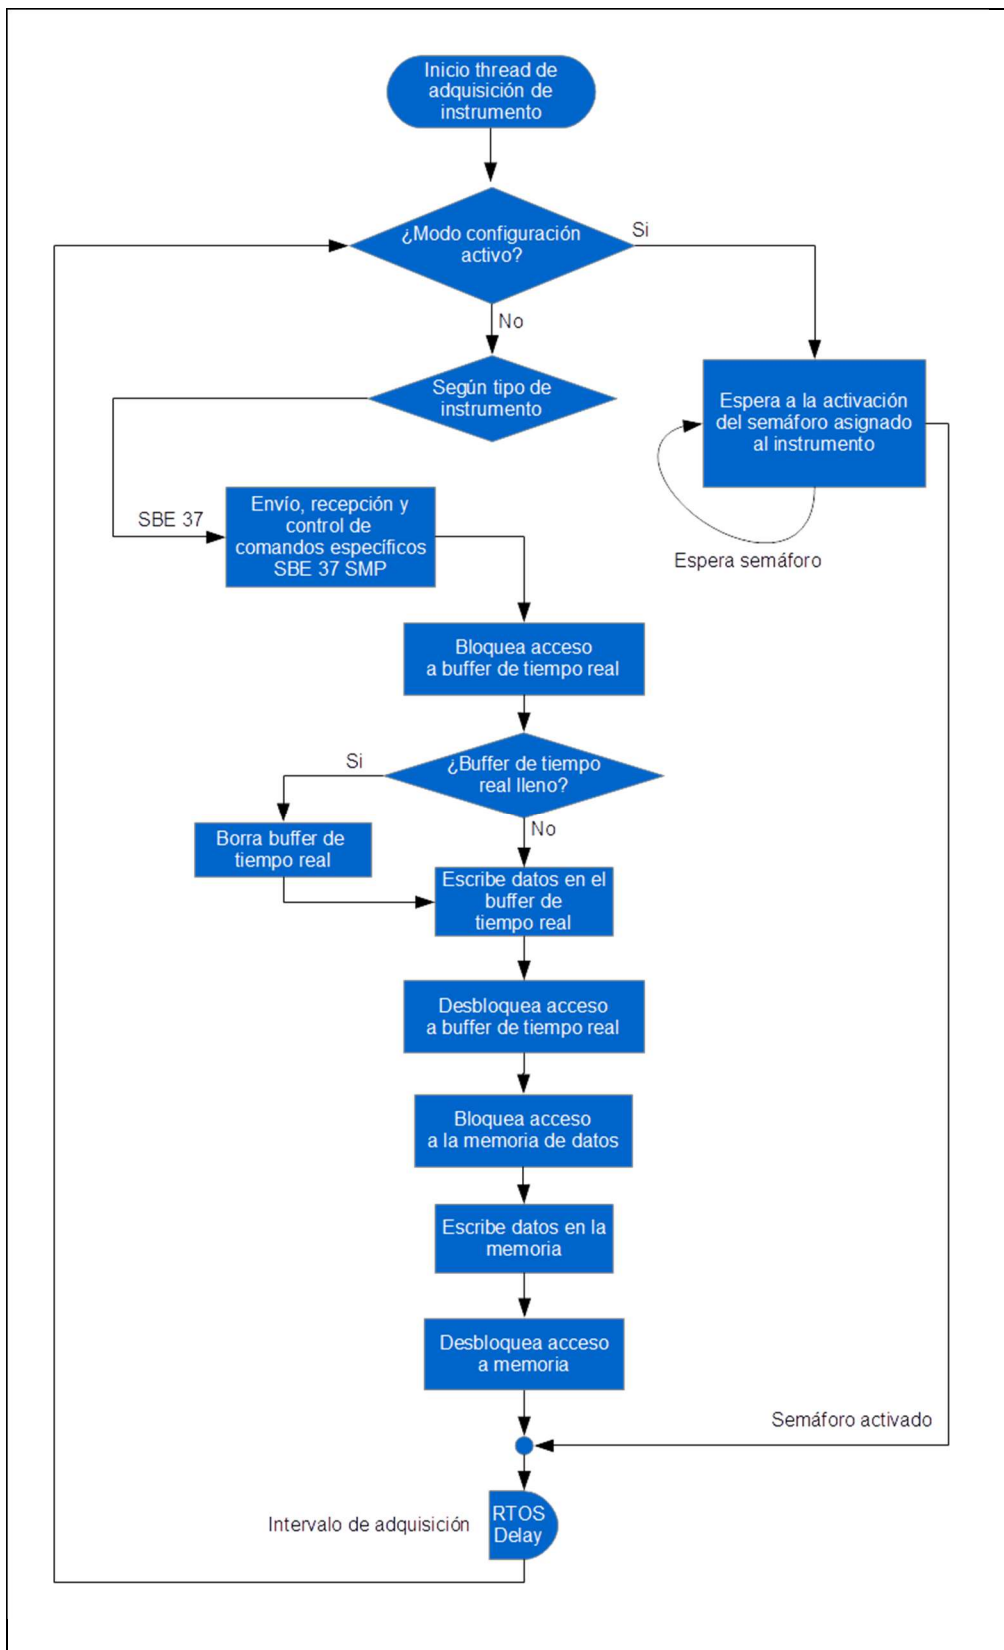 Inicio thread de
adquisición de
instrumento
¿Modo configuración
activo?
Si
No
Según tipo de
instrumento
Espera a la activación
del semáforo asignado
al instrumento
Espera semáforo
SBE 37
Envío, recepción y
control de
comandos específicos
SBE 37 SMP
Bloquea acceso
a buffer de tiempo real
¿Buffer de tiempo
real lleno?
Si
No
Borra buffer de
tiempo real
Escribe datos en el
buffer de
tiempo real
Desbloquea acceso
a buffer de tiempo real
Bloquea acceso
a la memoria de datos
Escribe datos en la
memoria
Desbloquea acceso
a memoria
Semáforo activado
Intervalo de adquisición
RTOS
Delay